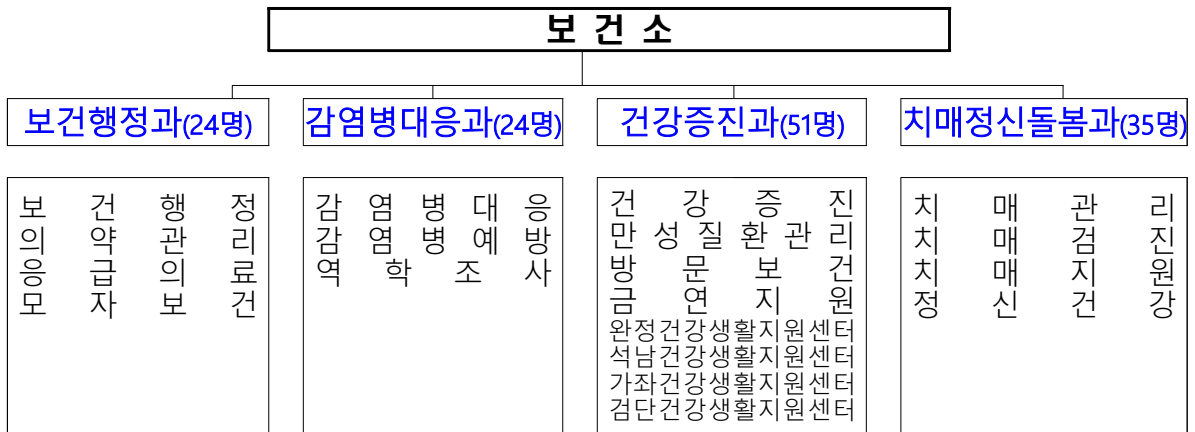 보 건 소
보건행정과(24명)
감염병대응과(24명)
건강증진과(51명)
치매정신돌봄과(35명)
보 건 행 정
의 약 관 리
응 급 의 료
모 자 보 건
감 염 병 대 응
감 염 병 예 방
역 학 조 사
건 강 증 진
만 성 질 환 관 리
방 문 보 건
금 연 지 원
완정건강생활지원센터
석남건강생활지원센터
가좌건강생활지원센터
검단건강생활지원센터
치 매 관 리
치 매 검 진
치 매 지 원
정 신 건 강